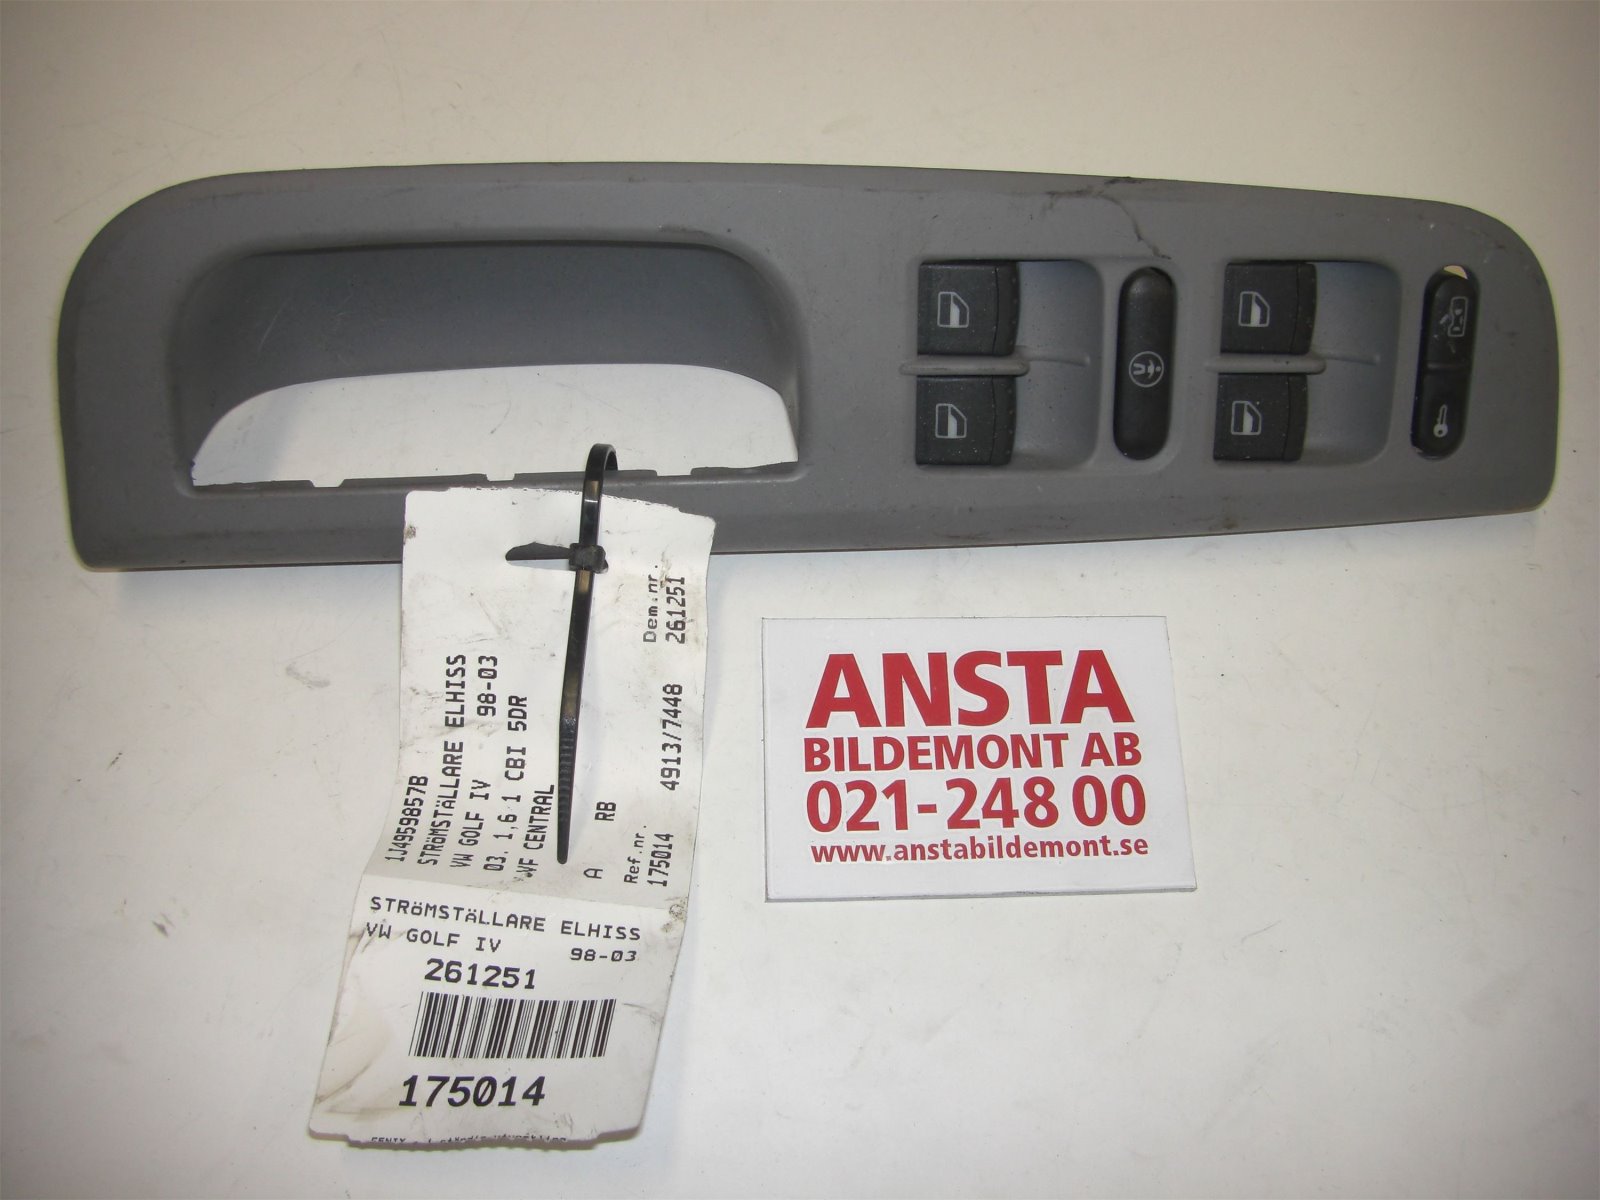 1J4959857B
STRÖMSTÄLLARE ELHISS
VW GOLF IV 98-03
03. 1,6 1 CBI 5DR
VF CENTRAL
A RB
Ref.nr. Dem.nr.
175014 4913/7448 261251
STRÖMSTÄLLARE ELHISS
VW GOLF IV 98-03
261251
175014
ANSTA
BILDEMONT AB
021-248 00
www.anstabildemont.se